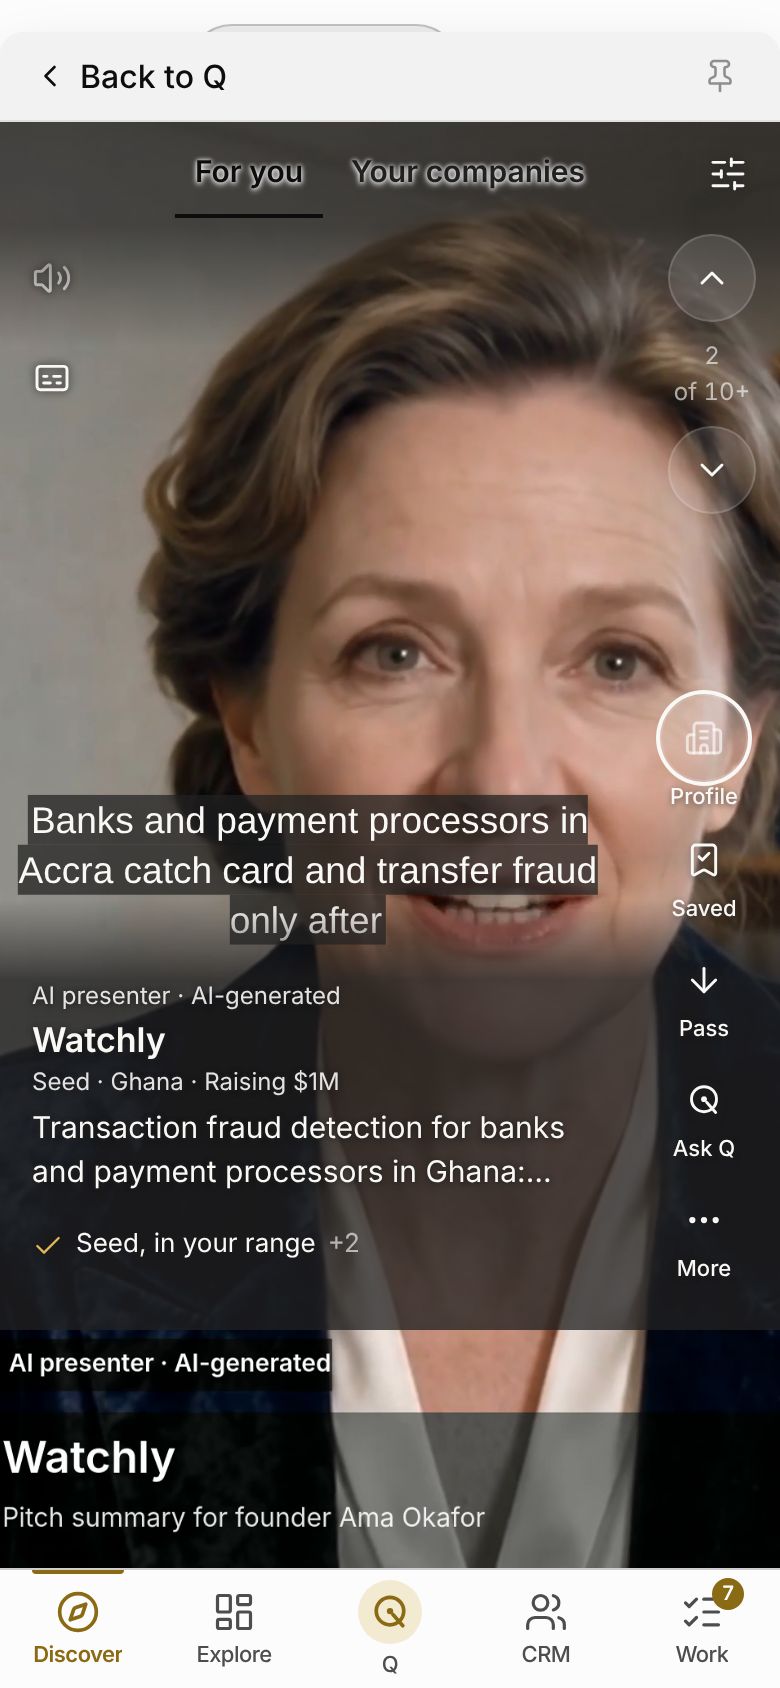 Back to Q
For you
Your companies
2
of 10+
Profile
Banks and payment processors in
Accra catch card and transfer fraud
only after
Saved
AI presenter · AI-generated
Watchly
Pass
Seed · Ghana · Raising $1M
Transaction fraud detection for banks
and payment processors in Ghana:...
Ask Q
Seed, in your range +2
More
AI presenter · AI-generated
Watchly
Pitch summary for founder Ama Okafor
7
Discover
Explore
Q
CRM
Work